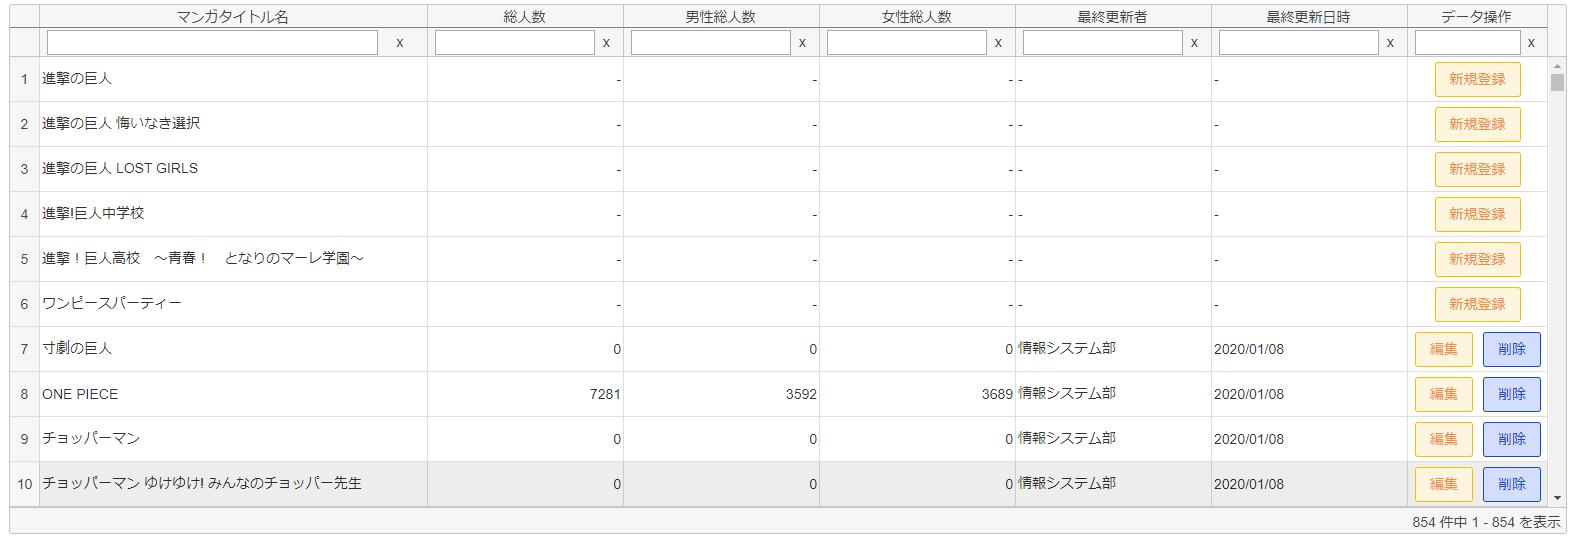 マンガタイトル名 総人数 男性総人数 女性総人数 最終更新者 最終更新日時 データ操作
x x x x x x x
1 進撃の巨人 - - - - - 新規登録
2 進撃の巨人 悔いなき選択 - - - - - 新規登録
3 進撃の巨人 LOST GIRLS - - - - - 新規登録
4 進撃!巨人中学校 - - - - - 新規登録
5 進撃！巨人高校　～青春！　となりのマーレ学園～ - - - - - 新規登録
6 ワンピースパーティー - - - - - 新規登録
7 寸劇の巨人 0 0 0 情報システム部 2020/01/08 編集 削除
8 ONE PIECE 7281 3592 3689 情報システム部 2020/01/08 編集 削除
9 チョッパーマン 0 0 0 情報システム部 2020/01/08 編集 削除
10 チョッパーマン ゆけゆけ! みんなのチョッパー先生 0 0 0 情報システム部 2020/01/08 編集 削除
854 件中 1 - 854 を表示